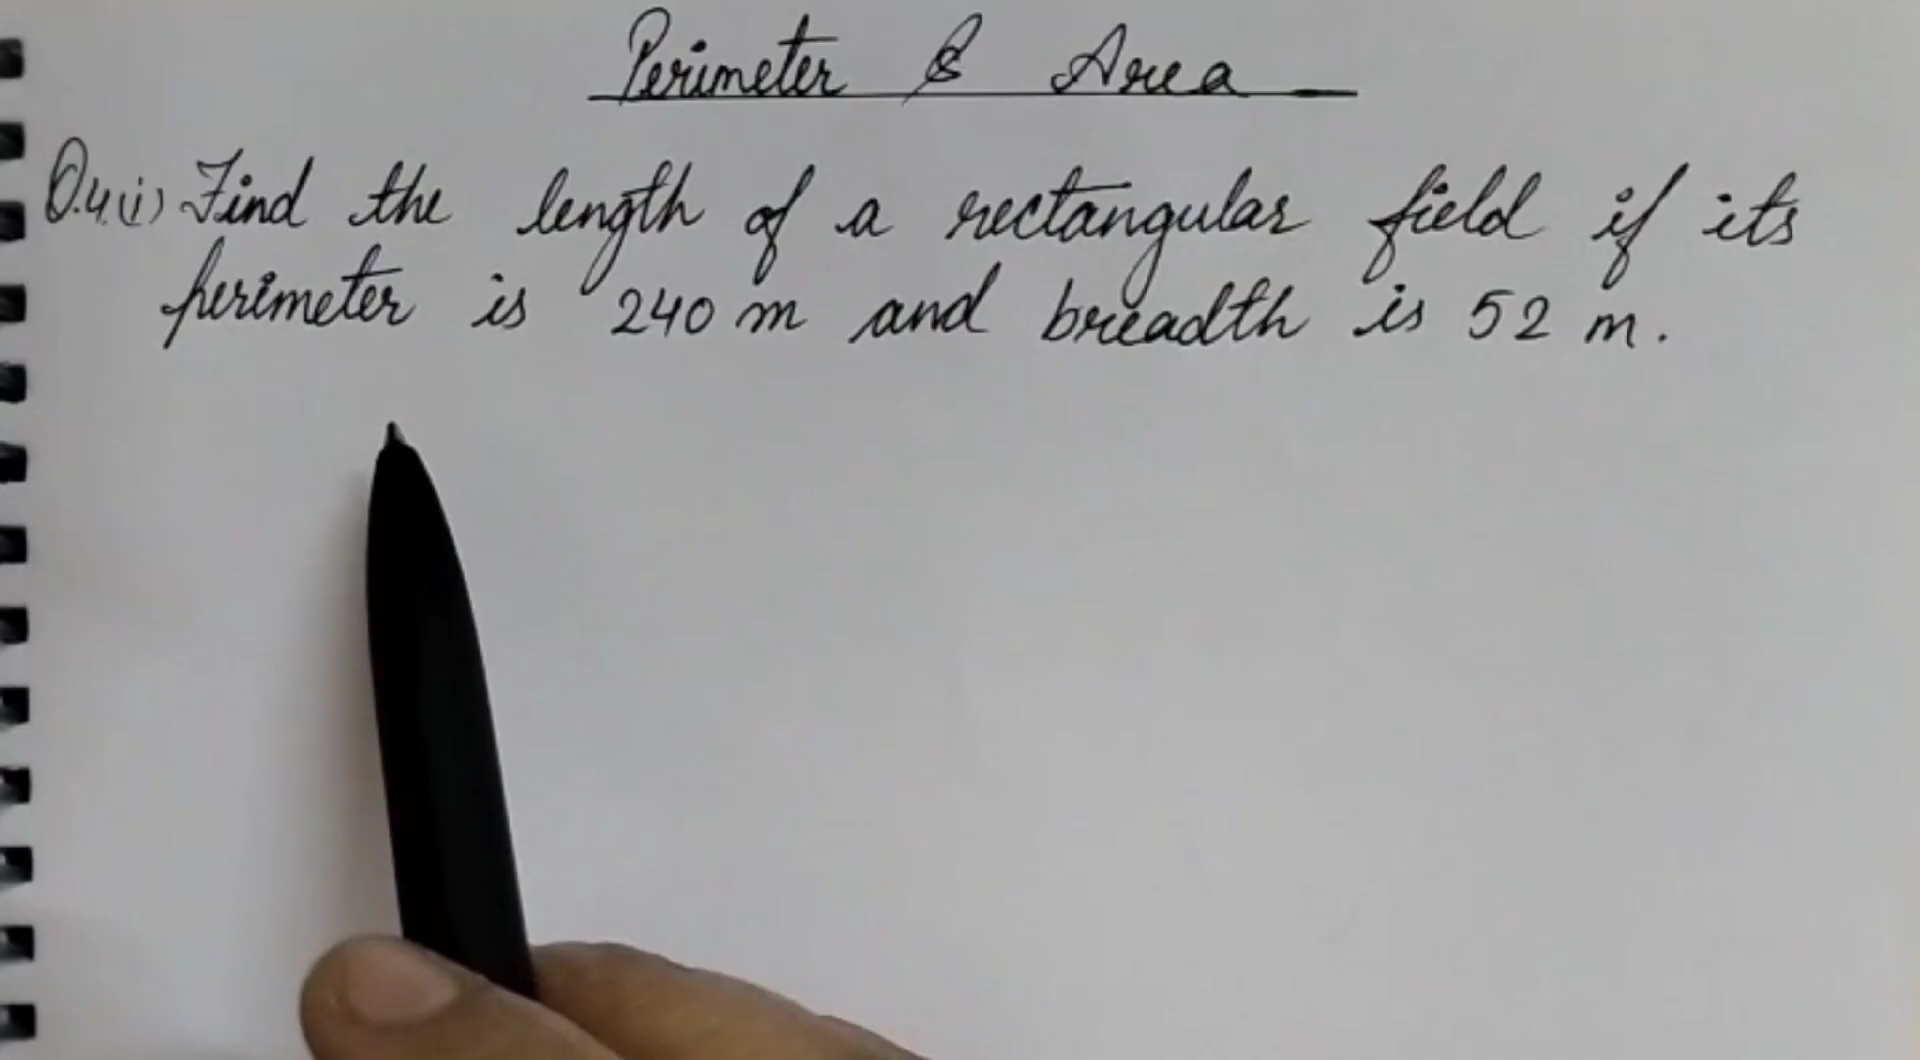 Perimeter & Area
Q.4.(i) Find the length of a rectangular field if its
perimeter is 240 m and breadth is 52 m.